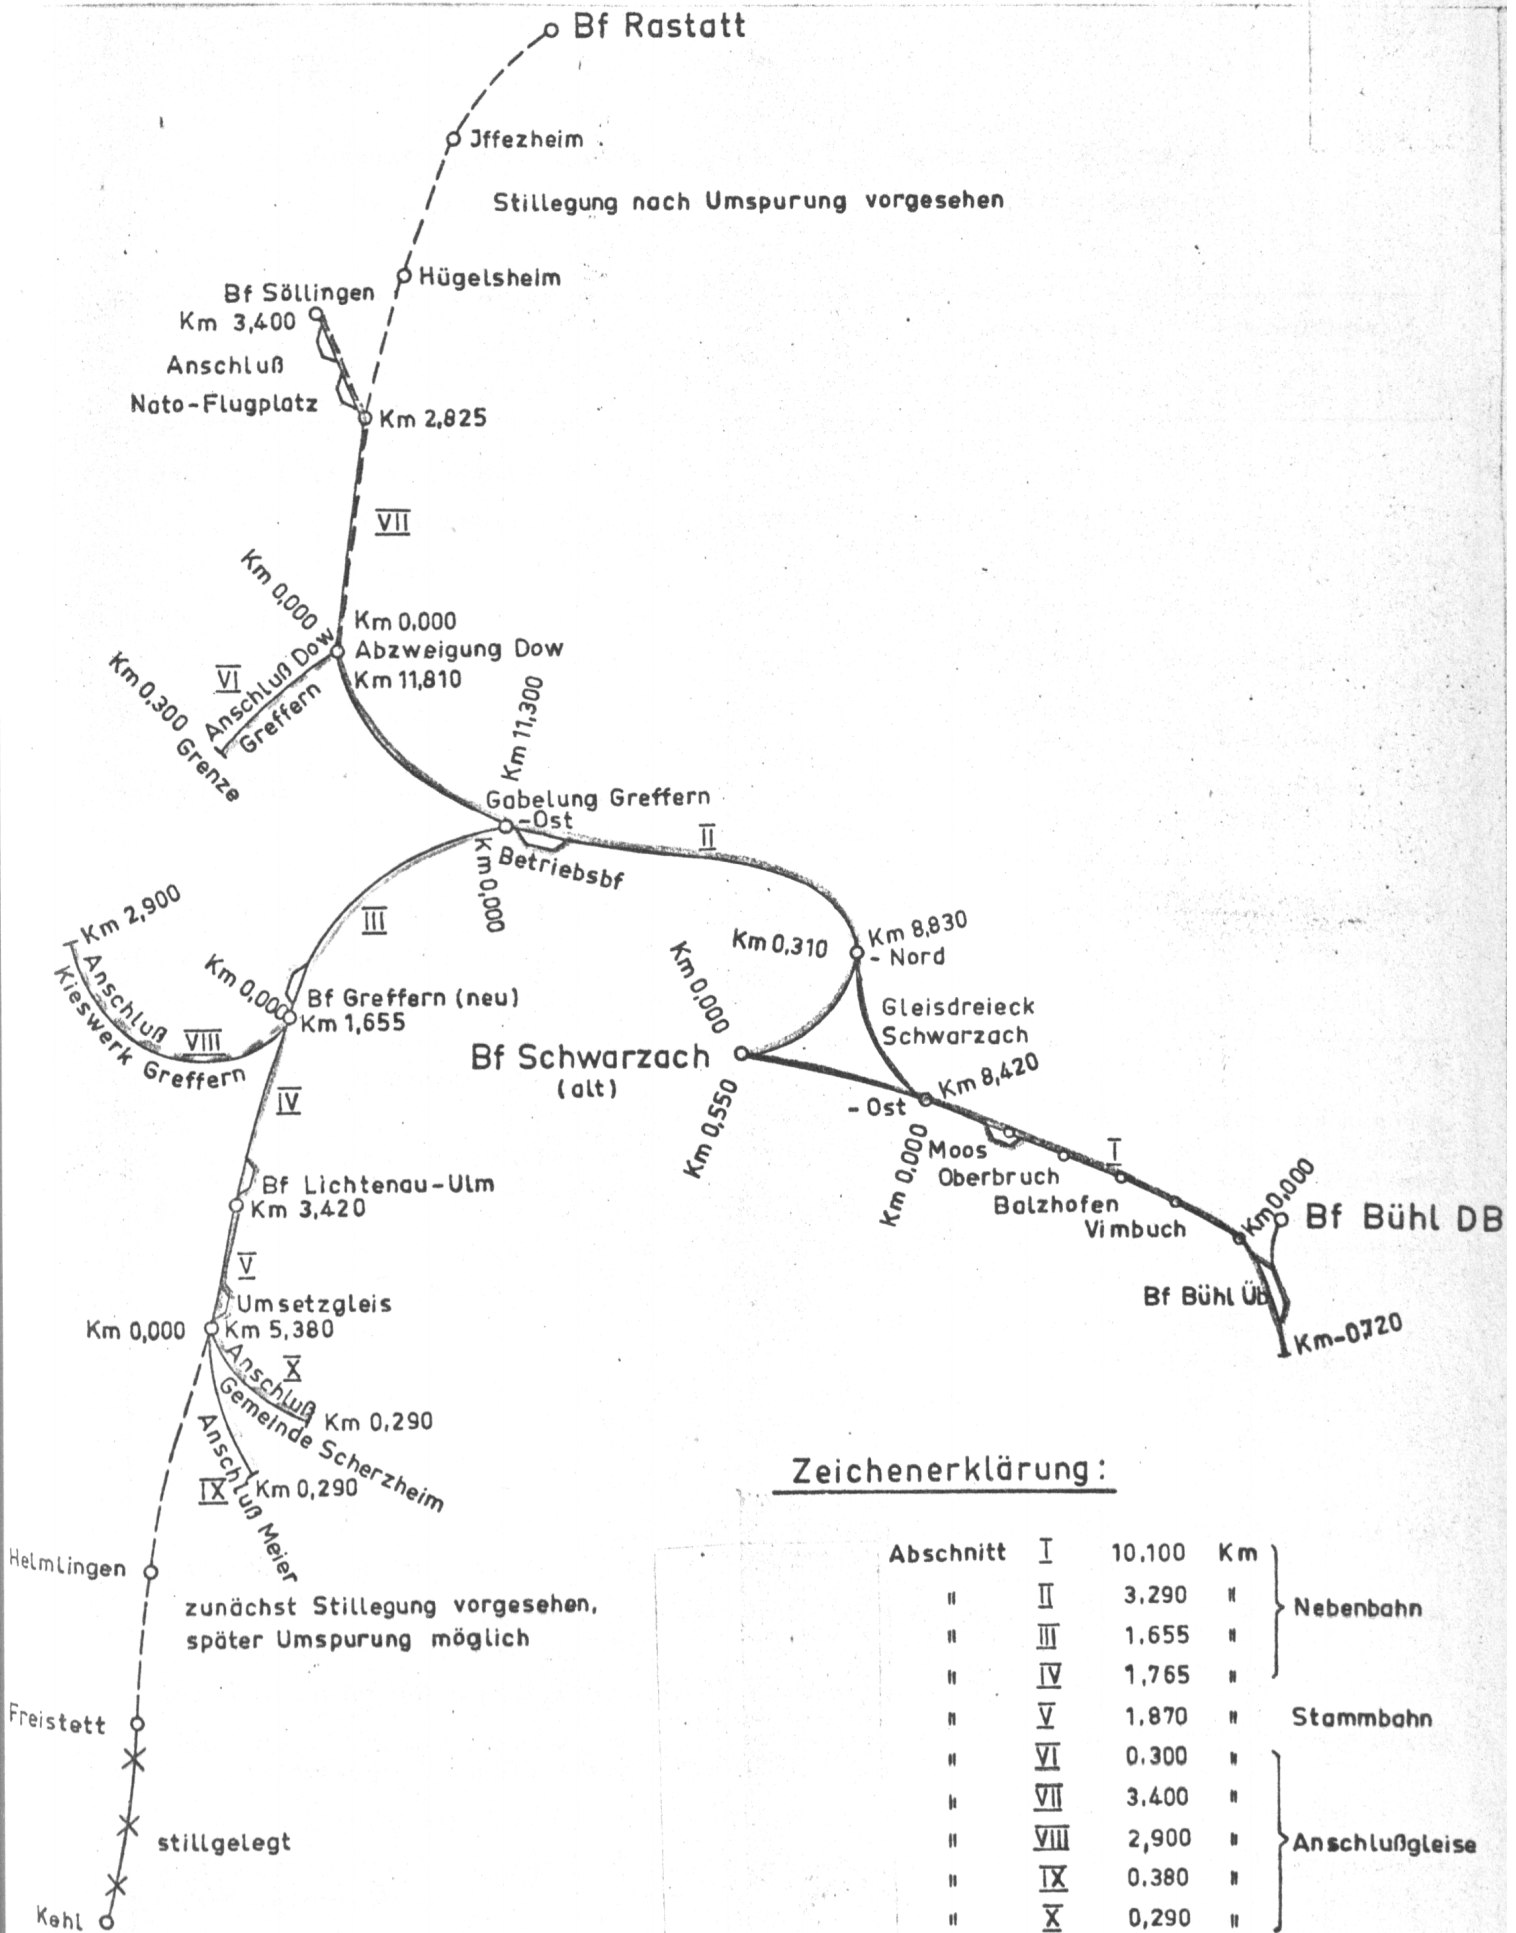 Bf Rastatt
Jffezheim
Stillegung nach Umspurung vorgesehen
Hügelsheim
Bf Söllingen
Km 3,400
Anschluß
Nato-Flugplatz
Km 2,825
VII
Km 0,000
Km 0,000
Abzweigung Dow
Km 11,810
VI
Anschluß Dow
Greffern
Km 0,300 Grenze
Km 11,300
Gabelung Greffern
-Ost
II
Betriebsbf
Km 0,000
III
Km 2,900
Anschluß
Kieswerk Greffern
VIII
Km 0,000
Bf Greffern (neu)
Km 1,655
Km 0,310
Km 8,830
- Nord
Gleisdreieck
Schwarzach
Km 0,000
Bf Schwarzach
(alt)
Km 0,550
Km 8,420
- Ost
Km 0,000
IV
Moos
Oberbruch
Balzhofen
Vimbuch
I
Km 0,000
Bf Bühl DB
Bf Bühl Üb
Km-0,720
Bf Lichtenau-Ulm
Km 3,420
V
Umsetzgleis
Km 0,000
Km 5,380
X
Anschluß
Gemeinde Scherzheim
Km 0,290
IX
Km 0,290
Anschluß Meier
Helmlingen
zunächst Stillegung vorgesehen,
später Umspurung möglich
Freistett
stillgelegt
Kehl
Zeichenerklärung:
Abschnitt I 10,100 Km
" II 3,290 "
Nebenbahn
" III 1,655 "
" IV 1,765 "
" V 1,870 " Stammbahn
" VI 0,300 "
" VII 3,400 "
" VIII 2,900 " Anschlußgleise
" IX 0,380 "
" X 0,290 "